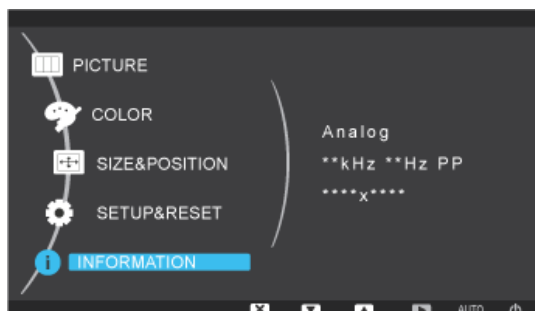 PICTURE
COLOR
SIZE&POSITION
SETUP&RESET
INFORMATION
Analog
**kHz **Hz PP
****x****
AUTO